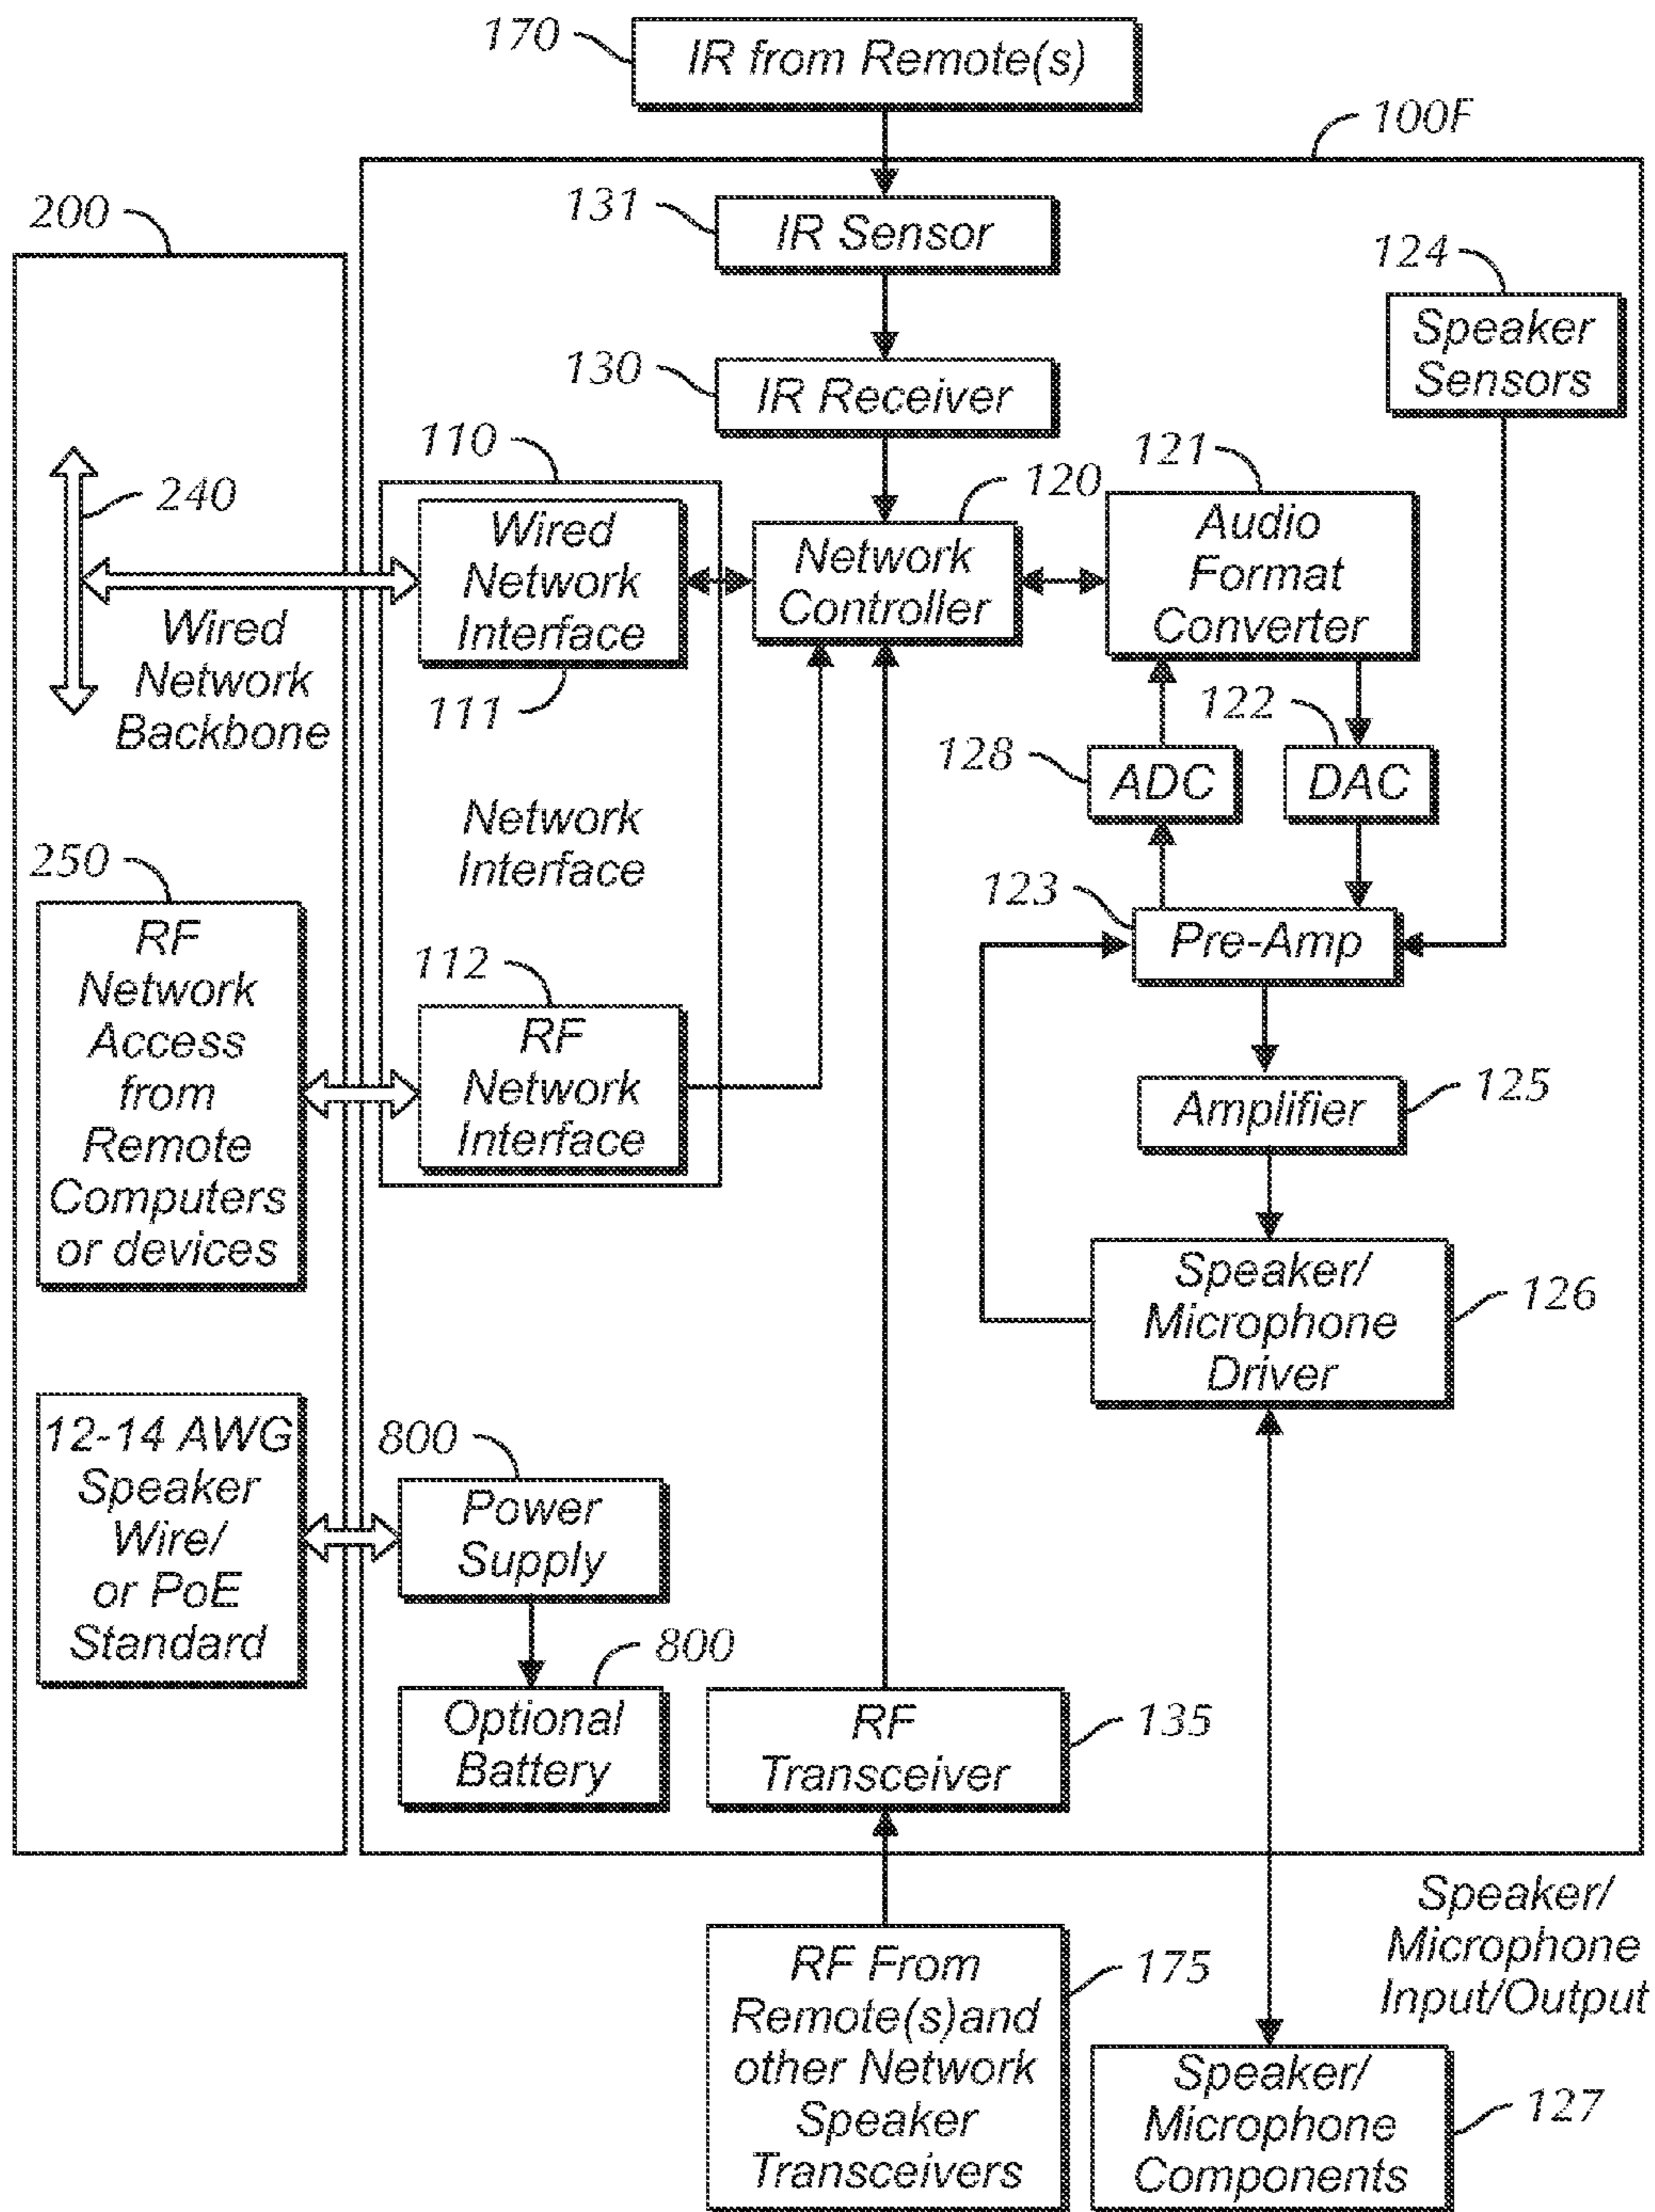 170
IR from Remote(s)
100F
200
131
IR Sensor
124
Speaker
Sensors
130
IR Receiver
110
121
240
120
Wired
Network
Interface
Network
Controller
Audio
Format
Converter
Wired
Network
Backbone
111
122
128
ADC
DAC
Network
Interface
250
123
Pre-Amp
RF
Network
Access
from
Remote
Computers
or devices
112
RF
Network
Interface
Amplifier
125
Speaker/
Microphone
Driver
126
12-14 AWG
Speaker
Wire/
or PoE
Standard
800
Power
Supply
800
Optional
Battery
RF
Transceiver
135
Speaker/
Microphone
Input/Output
RF From
Remote(s)and
other Network
Speaker
Transceivers
175
Speaker/
Microphone
Components
127